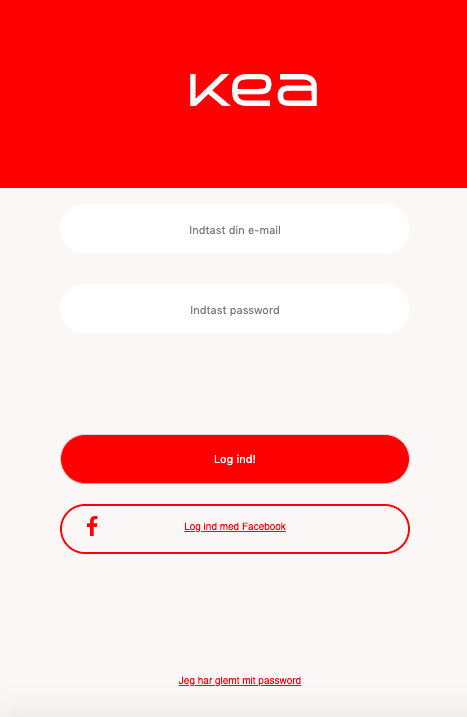 kea
Indtast din e-mail
Indtast password
Log ind!
Log ind med Facebook
Jeg har glemt mit password